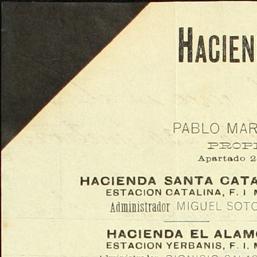 HACIEN
PABLO MAR
PROPI
Apartado 2
HACIENDA SANTA CATA
ESTACION CATALINA, F. I. M
Administrador MIGUEL SOTO
HACIENDA EL ALAMO
ESTACION YERBANIS, F. I. M